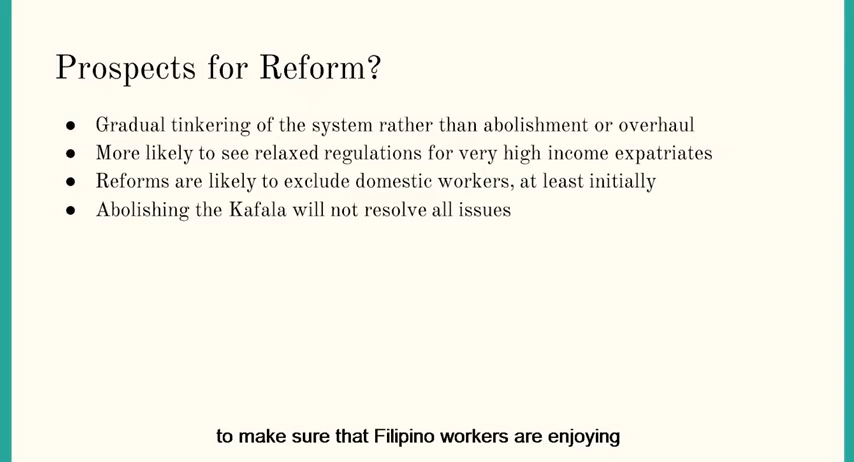 Prospects for Reform?
● Gradual tinkering of the system rather than abolishment or overhaul
● More likely to see relaxed regulations for very high income expatriates
● Reforms are likely to exclude domestic workers, at least initially
● Abolishing the Kafala will not resolve all issues
to make sure that Filipino workers are enjoying